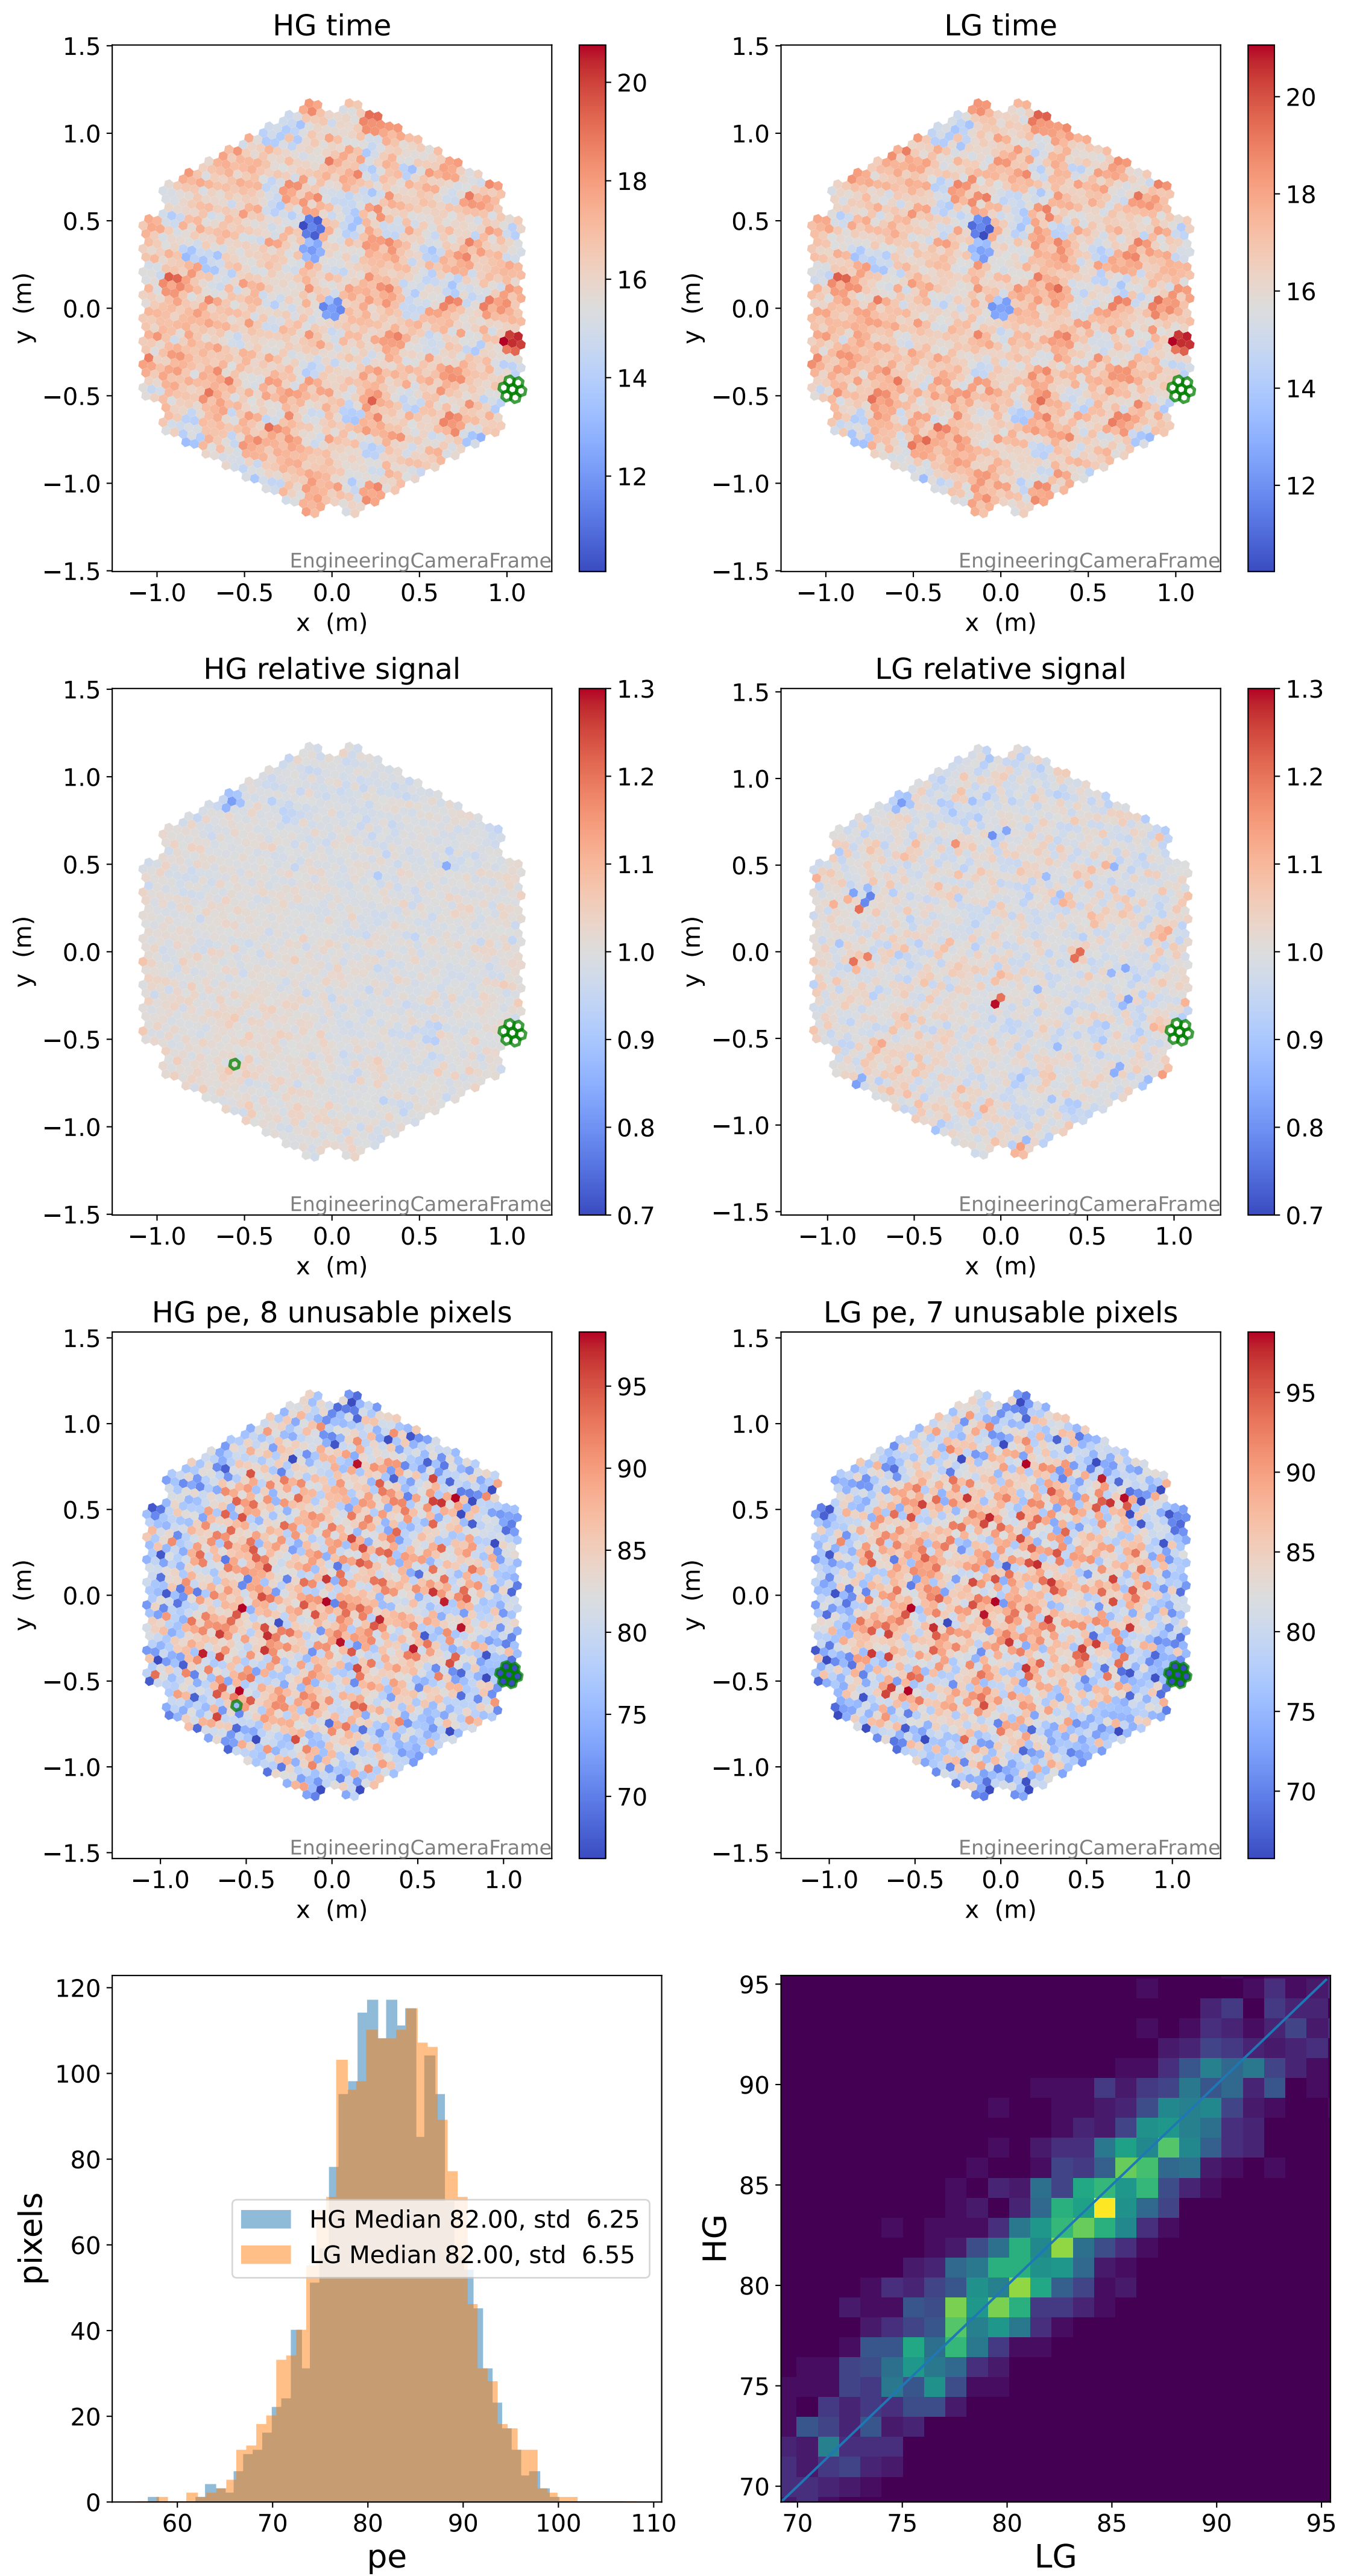 HG time
LG time
1.5
1.0
0.5
0.0
−0.5
−1.0
−1.5
y (m)
−1.0 −0.5 0.0 0.5 1.0
x (m)
EngineeringCameraFrame
20
18
16
14
12
1.5
1.0
0.5
0.0
−0.5
−1.0
−1.5
y (m)
−1.0 −0.5 0.0 0.5 1.0
x (m)
EngineeringCameraFrame
20
18
16
14
12
HG relative signal
LG relative signal
1.5
1.0
0.5
0.0
−0.5
−1.0
−1.5
y (m)
−1.0 −0.5 0.0 0.5 1.0
x (m)
EngineeringCameraFrame
1.3
1.2
1.1
1.0
0.9
0.8
0.7
1.5
1.0
0.5
0.0
−0.5
−1.0
−1.5
y (m)
−1.0 −0.5 0.0 0.5 1.0
x (m)
EngineeringCameraFrame
1.3
1.2
1.1
1.0
0.9
0.8
0.7
HG pe, 8 unusable pixels
LG pe, 7 unusable pixels
1.5
1.0
0.5
0.0
−0.5
−1.0
−1.5
y (m)
−1.0 −0.5 0.0 0.5 1.0
x (m)
EngineeringCameraFrame
95
90
85
80
75
70
1.5
1.0
0.5
0.0
−0.5
−1.0
−1.5
y (m)
−1.0 −0.5 0.0 0.5 1.0
x (m)
EngineeringCameraFrame
95
90
85
80
75
70
120
100
80
60
40
20
0
pixels
HG Median 82.00, std 6.25
LG Median 82.00, std 6.55
60 70 80 90 100 110
pe
95
90
85
80
75
70
HG
70 75 80 85 90 95
LG